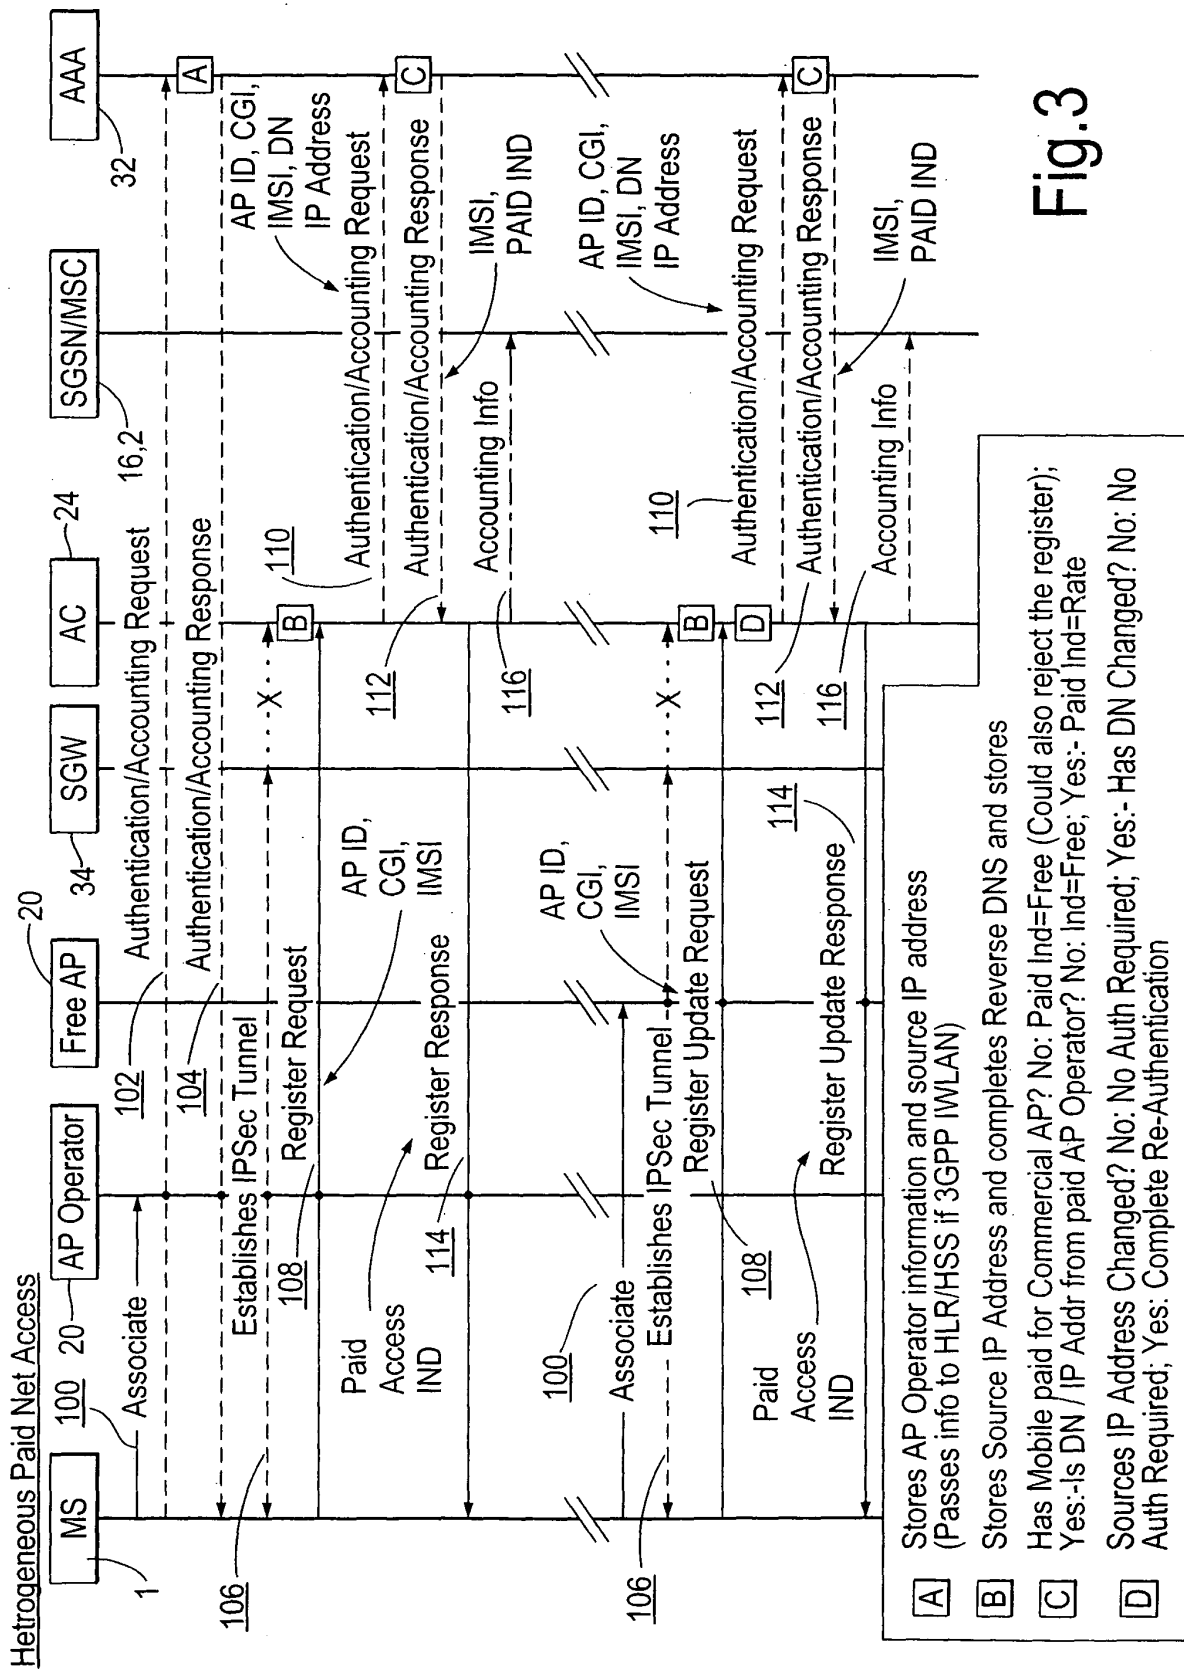 Hetrogeneous Paid Net Access
MS
AP Operator
Free AP
SGW
AC
SGSN/MSC
AAA
1
20
20
34
24
16,2
32
100
Associate
102
Authentication/Accounting Request
A
104
Authentication/Accounting Response
106
Establishes IPSec Tunnel
X
B
108
Register Request
AP ID,
CGI,
IMSI
110
AP ID, CGI,
IMSI, DN
IP Address
Authentication/Accounting Request
C
112
Authentication/Accounting Response
IMSI,
PAID IND
Paid
Access
IND
114
Register Response
116
Accounting Info
100
Associate
106
Establishes IPSec Tunnel
X
B
AP ID,
CGI,
IMSI
108
Register Update Request
D
110
AP ID, CGI,
IMSI, DN
IP Address
Authentication/Accounting Request
C
112
Authentication/Accounting Response
IMSI,
PAID IND
Paid
Access
IND
Register Update Response
114
116
Accounting Info
A
Stores AP Operator information and source IP address
(Passes info to HLR/HSS if 3GPP IWLAN)
B
Stores Source IP Address and completes Reverse DNS and stores
C
Has Mobile paid for Commercial AP? No: Paid Ind=Free (Could also reject the register);
Yes:-Is DN / IP Addr from paid AP Operator? No: Ind=Free; Yes:- Paid Ind=Rate
D
Sources IP Address Changed? No: No Auth Required; Yes:- Has DN Changed? No: No
Auth Required; Yes: Complete Re-Authentication
Fig.3